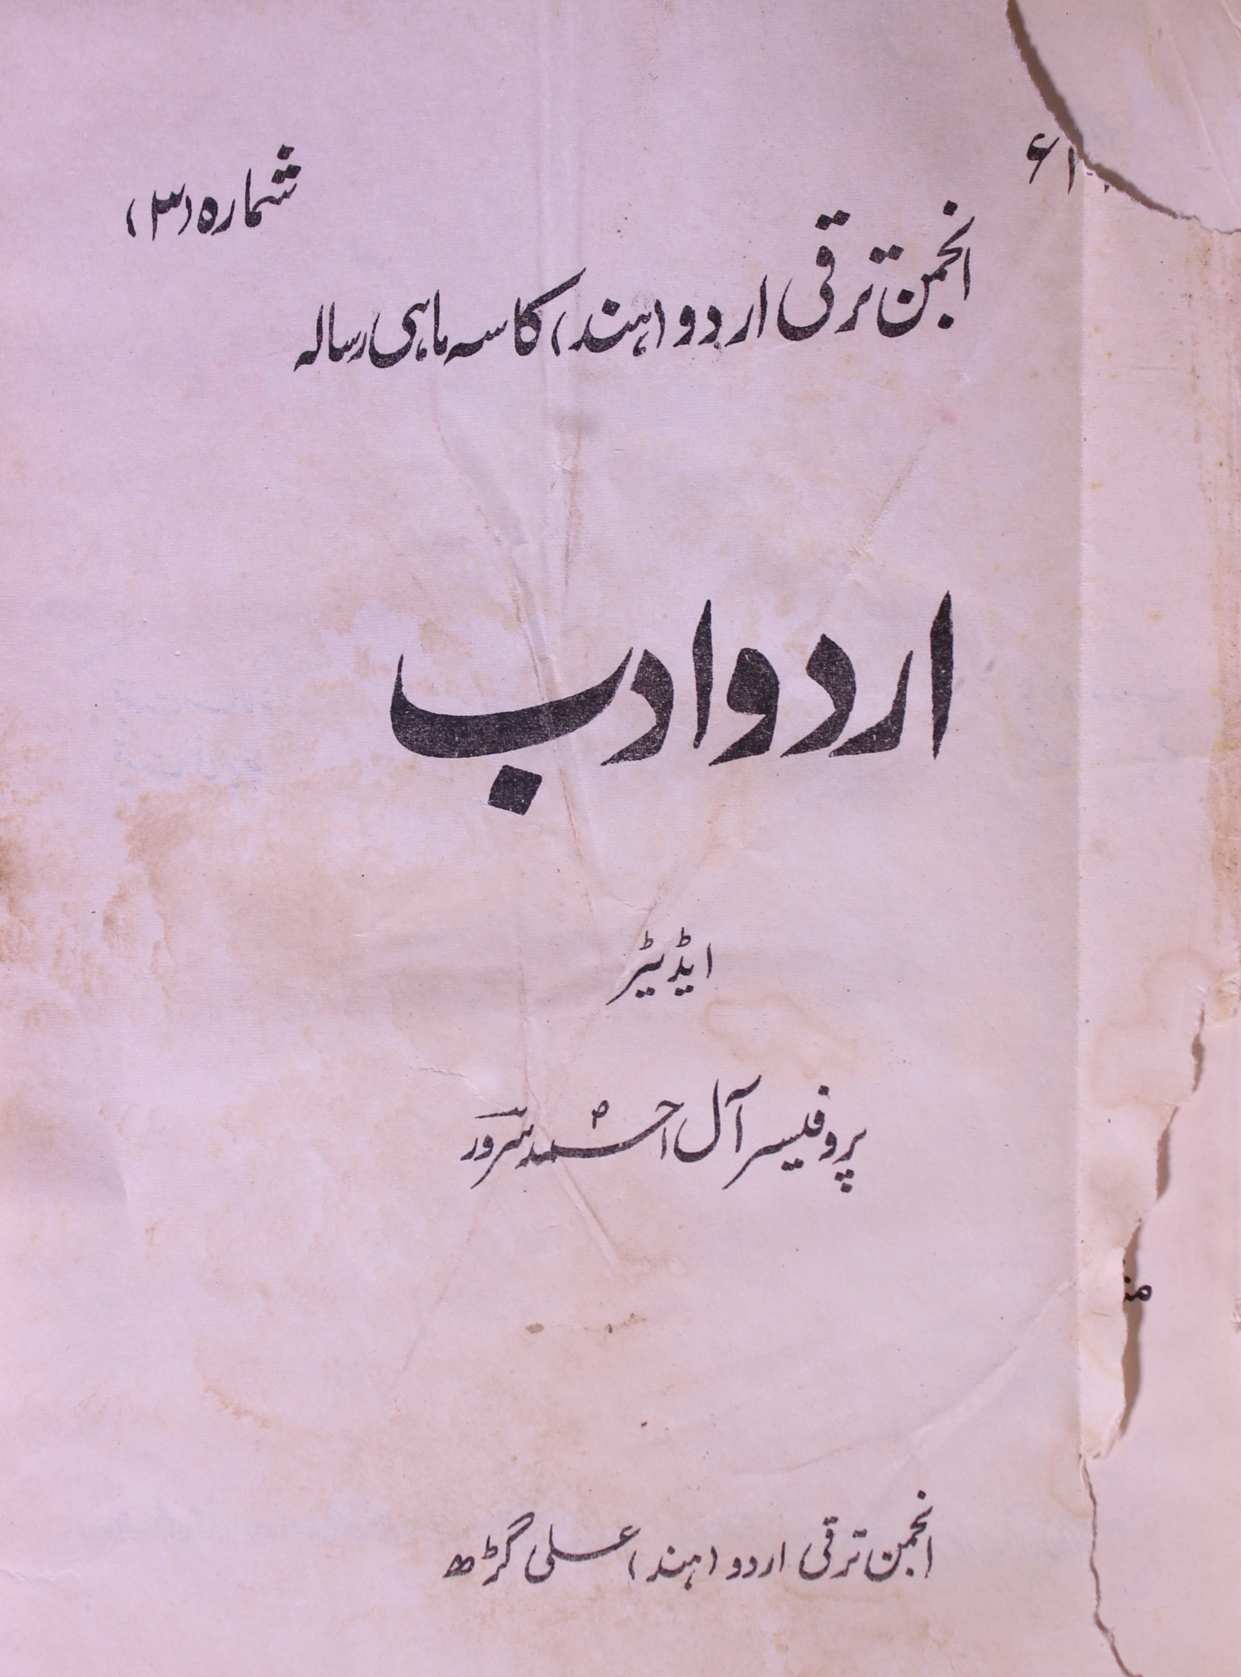 شمارہ (۳)
انجمن ترقی اردو (ہند) کا سہ ماہی رسالہ
اردو ادب
ایڈیٹر
پروفیسر آل احمد سرور
انجمن ترقی اردو (ہند) علی گڑھ